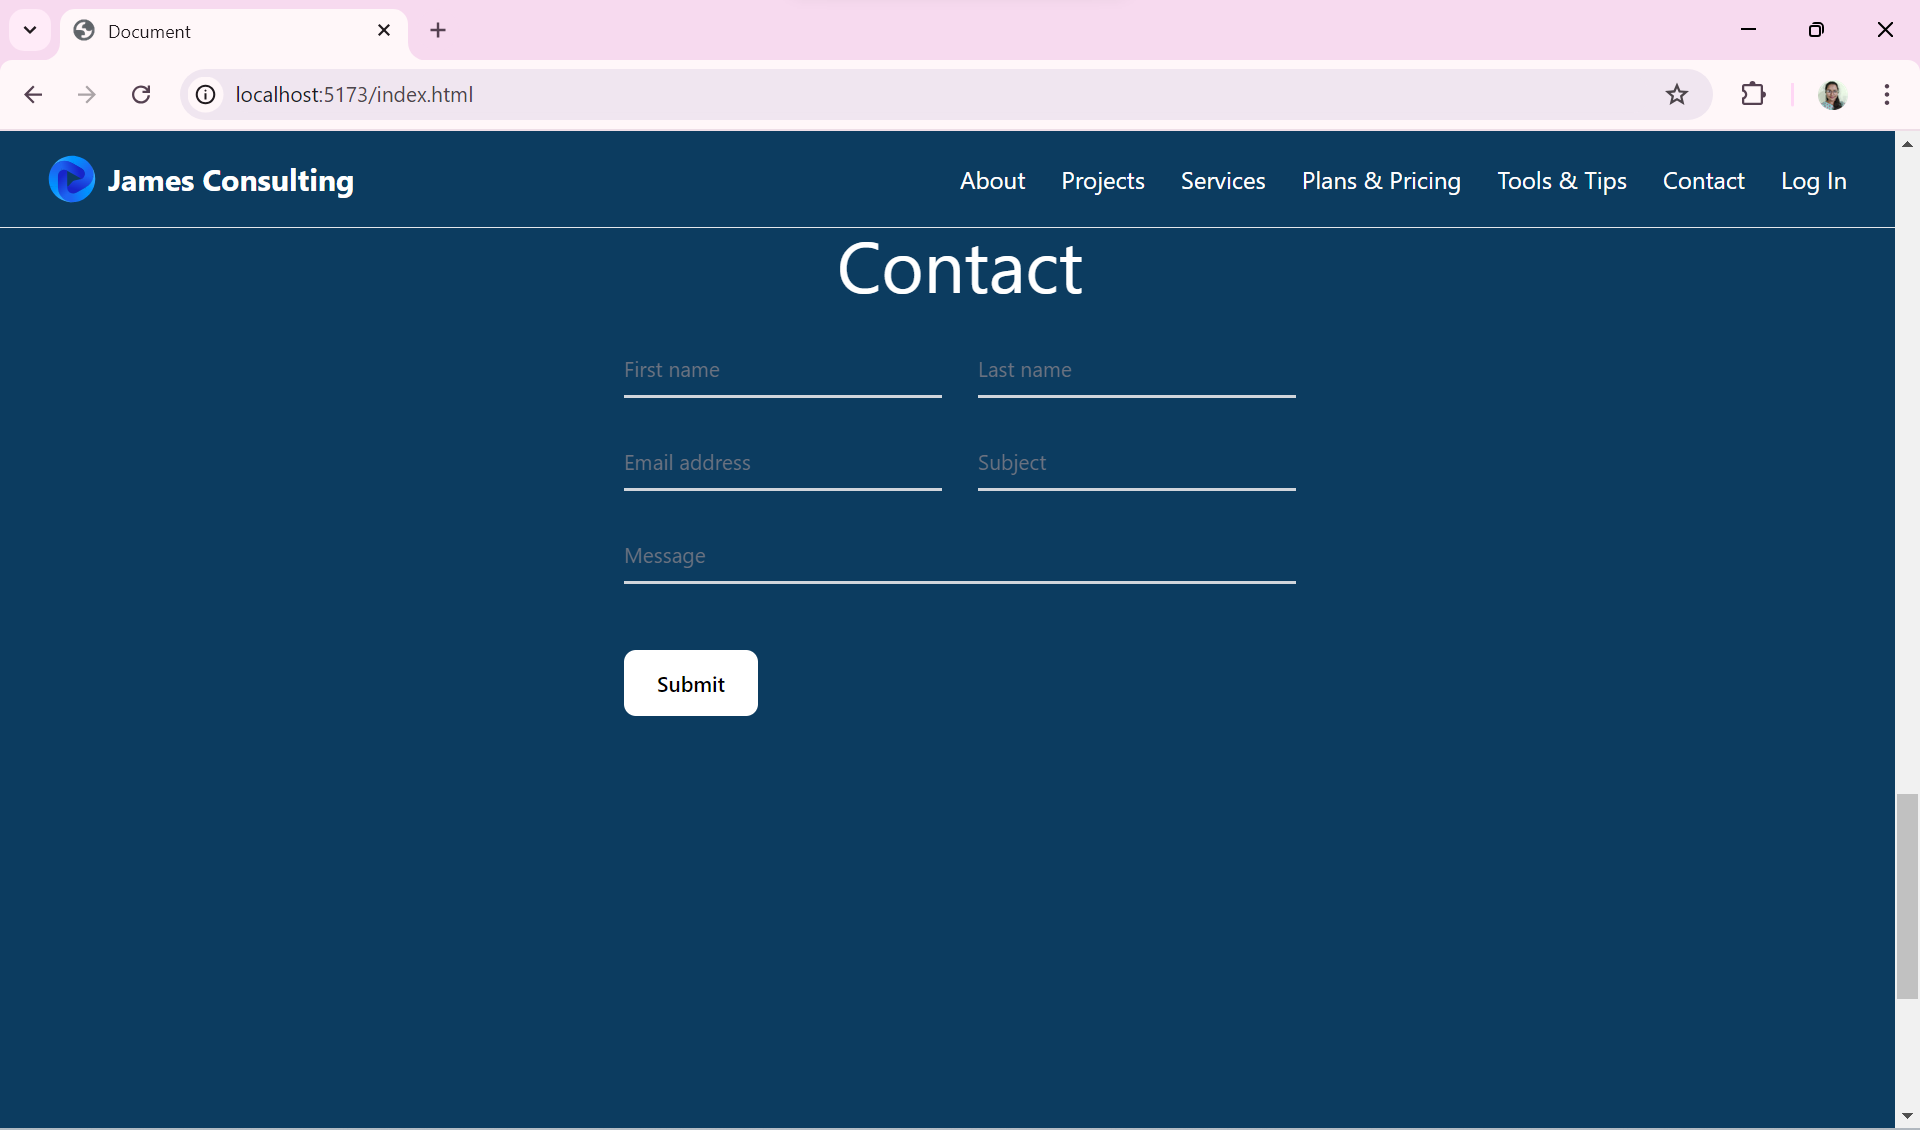 Document
localhost:5173/index.html
James Consulting
About Projects Services Plans & Pricing Tools & Tips Contact Log In
Contact
First name Last name
Email address Subject
Message
Submit